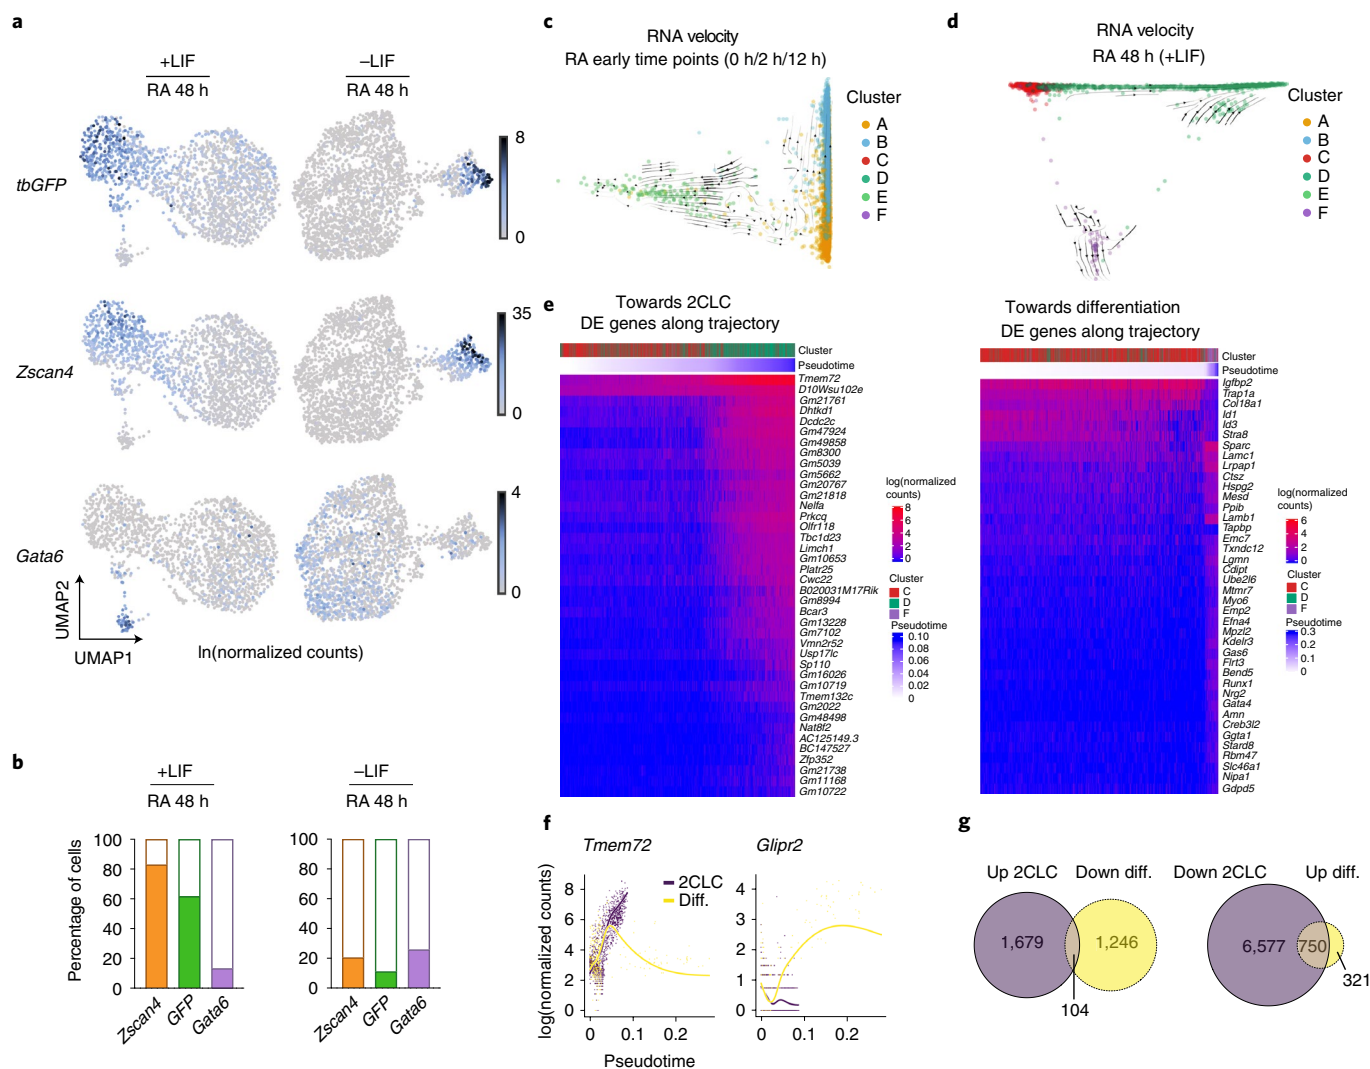 a
+LIF
RA 48 h
–LIF
RA 48 h
tbGFP
8
0
Zscan4
35
0
Gata6
4
0
UMAP2
UMAP1
ln(normalized counts)
b
+LIF
RA 48 h
–LIF
RA 48 h
Percentage of cells
100
80
60
40
20
0
Zscan4
GFP
Gata6
100
80
60
40
20
0
Zscan4
GFP
Gata6
c
RNA velocity
RA early time points (0 h/2 h/12 h)
Cluster
A
B
C
D
E
F
d
RNA velocity
RA 48 h (+LIF)
Cluster
A
B
C
D
E
F
e
Towards 2CLC
DE genes along trajectory
Cluster
Pseudotime
Tmem72
D10Wsu102e
Gm21761
Dhtkd1
Dcdc2c
Gm47924
Gm49858
Gm8300
Gm5039
Gm5662
Gm20767
Gm21818
Nelfa
Prkcq
Olfr118
Tbc1d23
Limch1
Gm10653
Platr25
Cwc22
B020031M17Rik
Gm8994
Bcar3
Gm13228
Gm7102
Vmn2r52
Usp17lc
Sp110
Gm16026
Gm10719
Tmem132c
Gm2022
Gm48498
Nat8f2
AC125149.3
BC147527
Zfp352
Gm21738
Gm11168
Gm10722
log(normalized
counts)
8
6
4
2
0
Cluster
C
D
F
Pseudotime
0.10
0.08
0.06
0.04
0.02
0
Towards differentiation
DE genes along trajectory
Cluster
Pseudotime
Igfbp2
Trap1a
Col18a1
Id1
Id3
Stra8
Sparc
Lamc1
Lrpap1
Ctsz
Hspg2
Mesd
Ppib
Lamb1
Tapbp
Emc7
Txndc12
Lgmn
Cdipt
Ube2l6
Mtmr7
Myo6
Emp2
Efna4
Mpzl2
Kdelr3
Gas6
Flrt3
Bend5
Runx1
Nrg2
Gata4
Amn
Creb3l2
Ggta1
Stard8
Rbm47
Slc46a1
Nipa1
Gdpd5
log(normalized
counts)
6
4
2
0
Cluster
C
D
F
Pseudotime
0.3
0.2
0.1
0
f
Tmem72
Glipr2
log(normalized counts)
8
6
4
2
0
2CLC
Diff.
0
0.1
0.2
4
3
2
1
0
0
0.1
0.2
Pseudotime
g
Up 2CLC
Down diff.
1,679
1,246
104
Down 2CLC
Up diff.
6,577
750
321